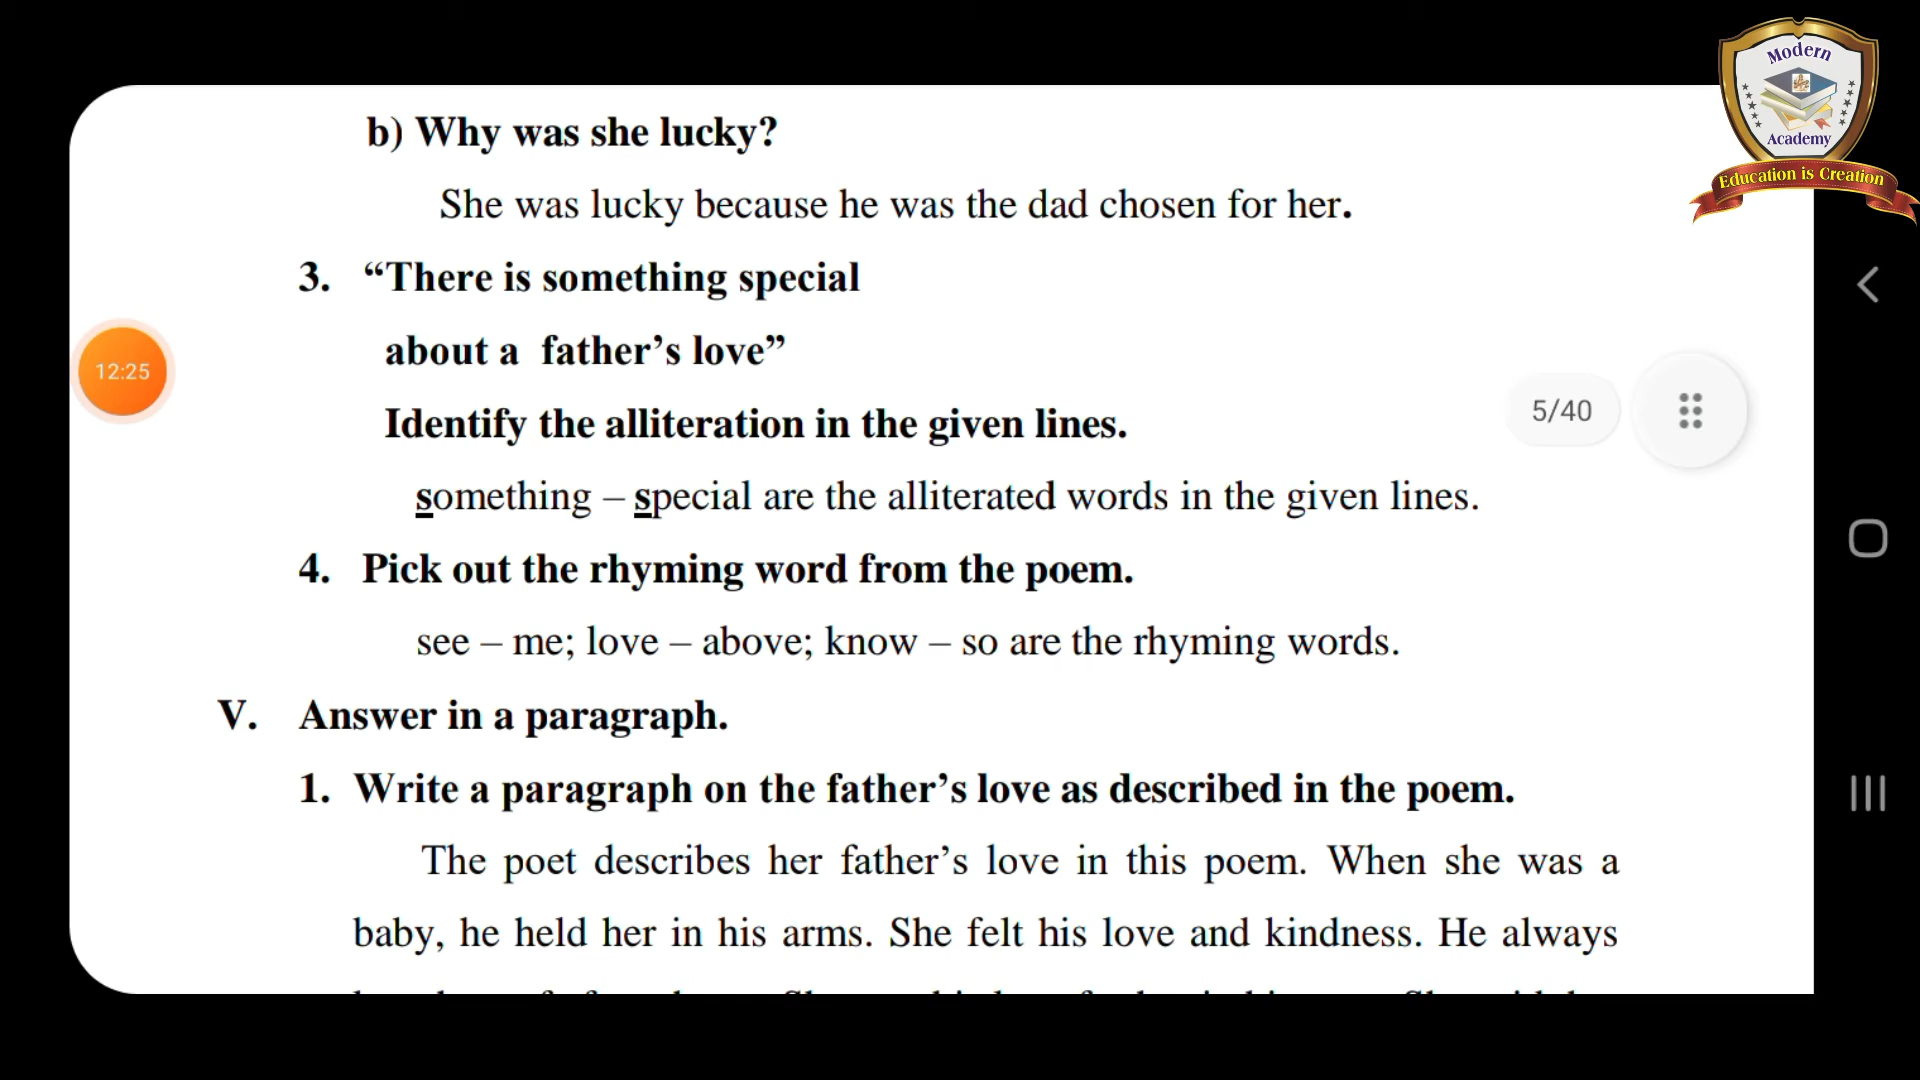 Modern
Academy
Education is Creation
b) Why was she lucky?
She was lucky because he was the dad chosen for her.
3. “There is something special
about a father’s love”
12:25
5/40
Identify the alliteration in the given lines.
something – special are the alliterated words in the given lines.
4. Pick out the rhyming word from the poem.
see – me; love – above; know – so are the rhyming words.
V. Answer in a paragraph.
1. Write a paragraph on the father’s love as described in the poem.
The poet describes her father’s love in this poem. When she was a
baby, he held her in his arms. She felt his love and kindness. He always